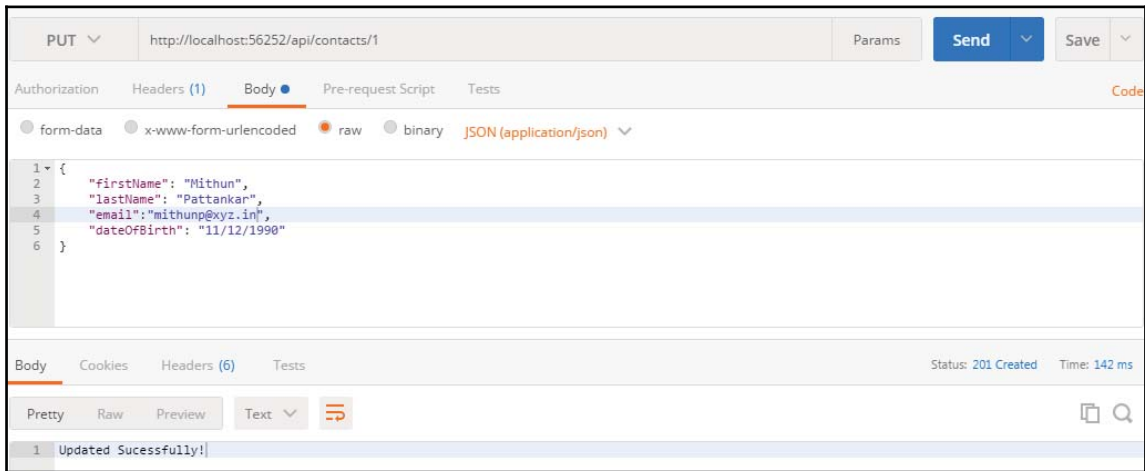 PUT http://localhost:56252/api/contacts/1 Params Send Save
Authorization Headers (1) Body Pre-request Script Tests Code
form-data x-www-form-urlencoded raw binary JSON (application/json)
1 {
2 "firstName": "Mithun",
3 "lastName": "Pattankar",
4 "email":"mithunp@xyz.in",
5 "dateOfBirth": "11/12/1990"
6 }
Body Cookies Headers (6) Tests Status: 201 Created Time: 142 ms
Pretty Raw Preview Text
1 Updated Sucessfully!